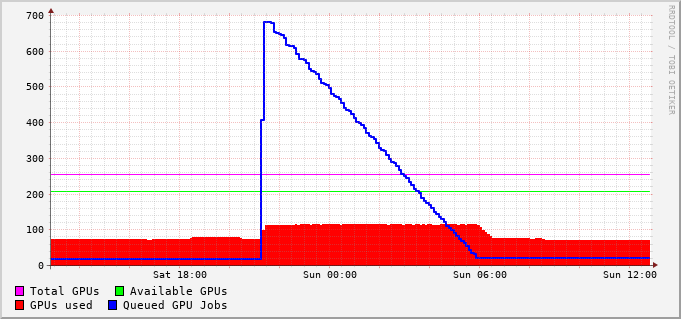 700
600
500
400
300
200
100
0
Sat 18:00 Sun 00:00 Sun 06:00 Sun 12:00
Total GPUs Available GPUs
GPUs used Queued GPU Jobs
RRDTOOL / TOBI OETIKER